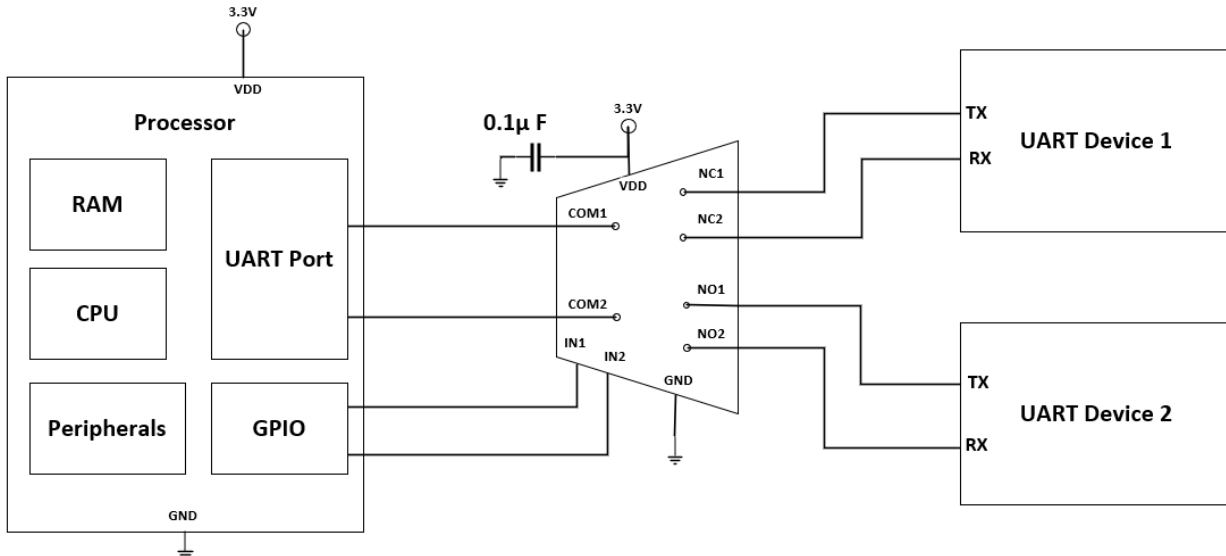 3.3V
VDD
Processor
RAM
CPU
Peripherals
UART Port
GPIO
GND
0.1µ F
3.3V
VDD
COM1
COM2
IN1
IN2
GND
NC1
NC2
NO1
NO2
TX
RX
UART Device 1
TX
RX
UART Device 2